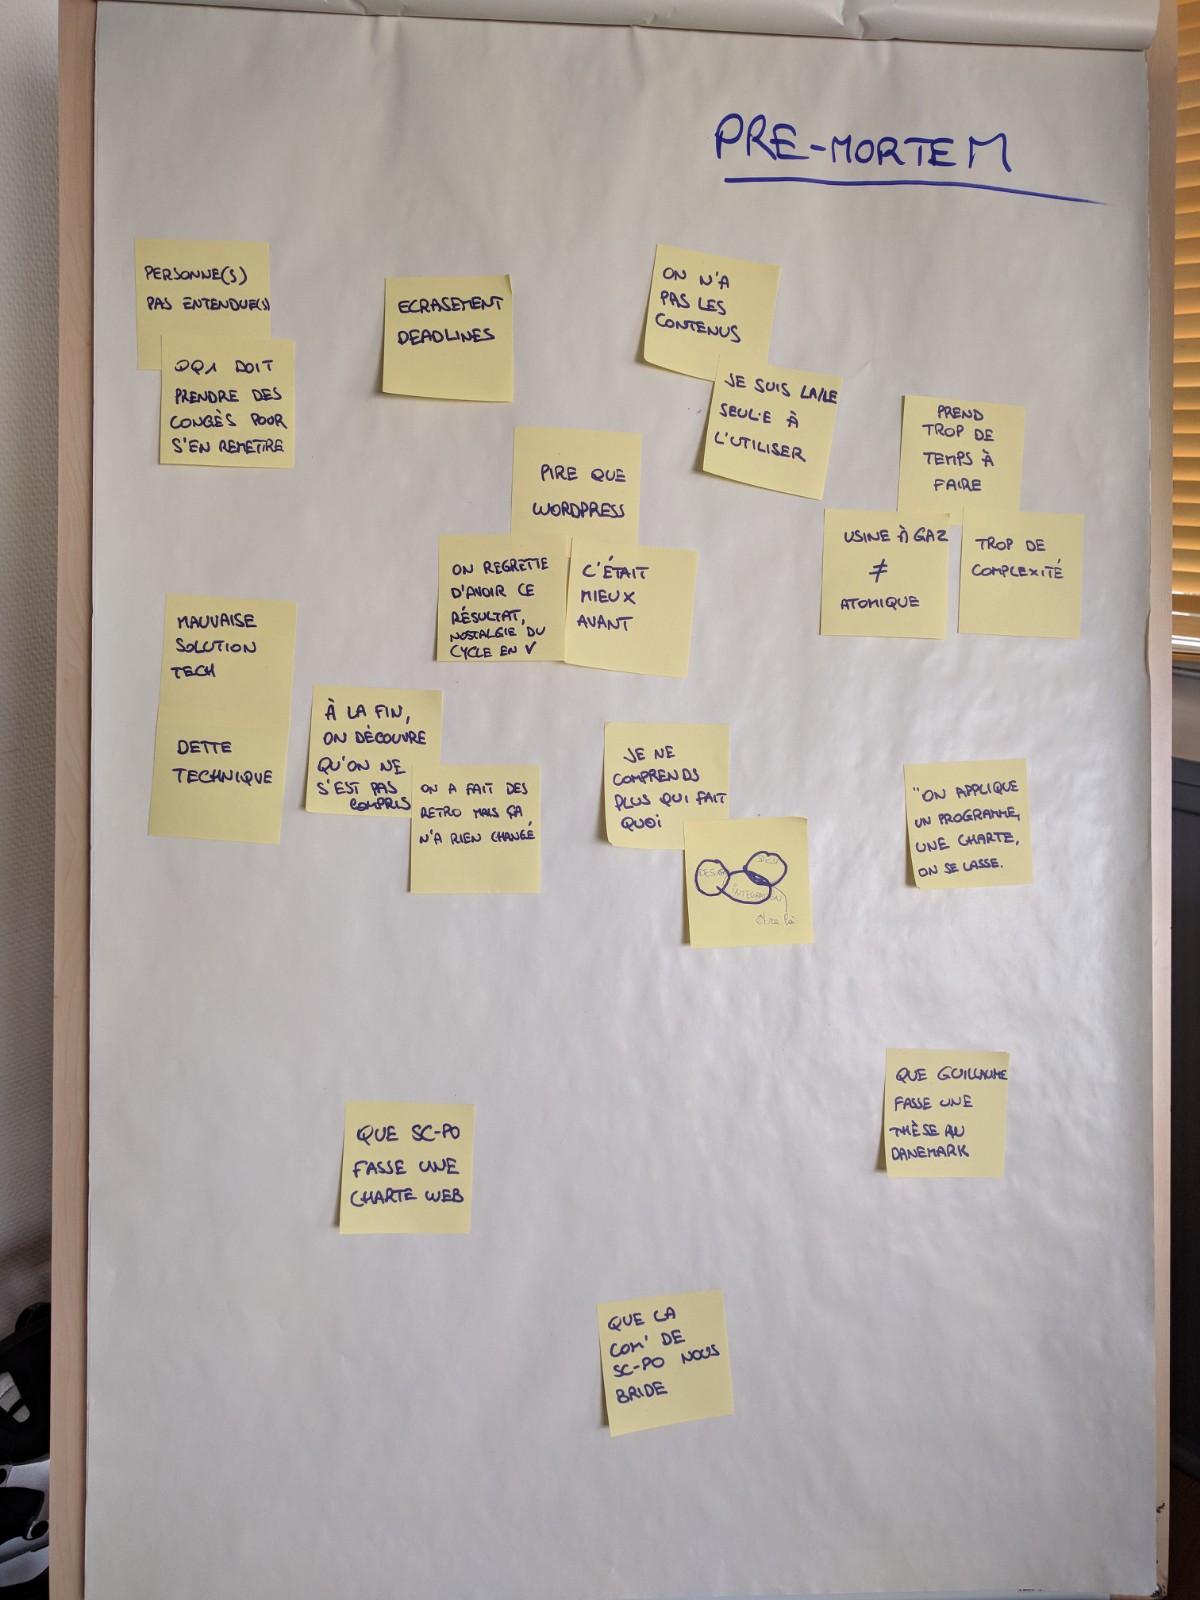 PRE-MORTEM
PERSONNE(S)
PAS ENTENDUE(S)
QQ1 DOIT
PRENDRE DES
CONGÈS POUR
S'EN REMETTRE
ECRASEMENT
DEADLINES
ON N'A
PAS LES
CONTENUS
JE SUIS LA/LE
SEUL·E À
L'UTILISER
PREND
TROP DE
TEMPS À
FAIRE
USINE À GAZ
≠
ATOMIQUE
TROP DE
COMPLEXITÉ
PIRE QUE
WORDPRESS
ON REGRETTE
D'AVOIR CE
RÉSULTAT,
NOSTALGIE DU
CYCLE EN V
C'ÉTAIT
MIEUX
AVANT
MAUVAISE
SOLUTION
TECH
DETTE
TECHNIQUE
À LA FIN,
ON DÉCOUVRE
QU'ON NE
S'EST PAS
COMPRIS
ON A FAIT DES
RETRO MAIS ÇA
N'A RIEN CHANGÉ
JE NE
COMPRENDS
PLUS QUI FAIT
QUOI
DESIGN
INTEGRATION
"ON APPLIQUE
UN PROGRAMME,
UNE CHARTE,
ON SE LASSE.
QUE GUILLAUME
FASSE UNE
THÈSE AU
DANEMARK
QUE SC-PO
FASSE UNE
CHARTE WEB
QUE LA
COM' DE
SC-PO NOUS
BRIDE